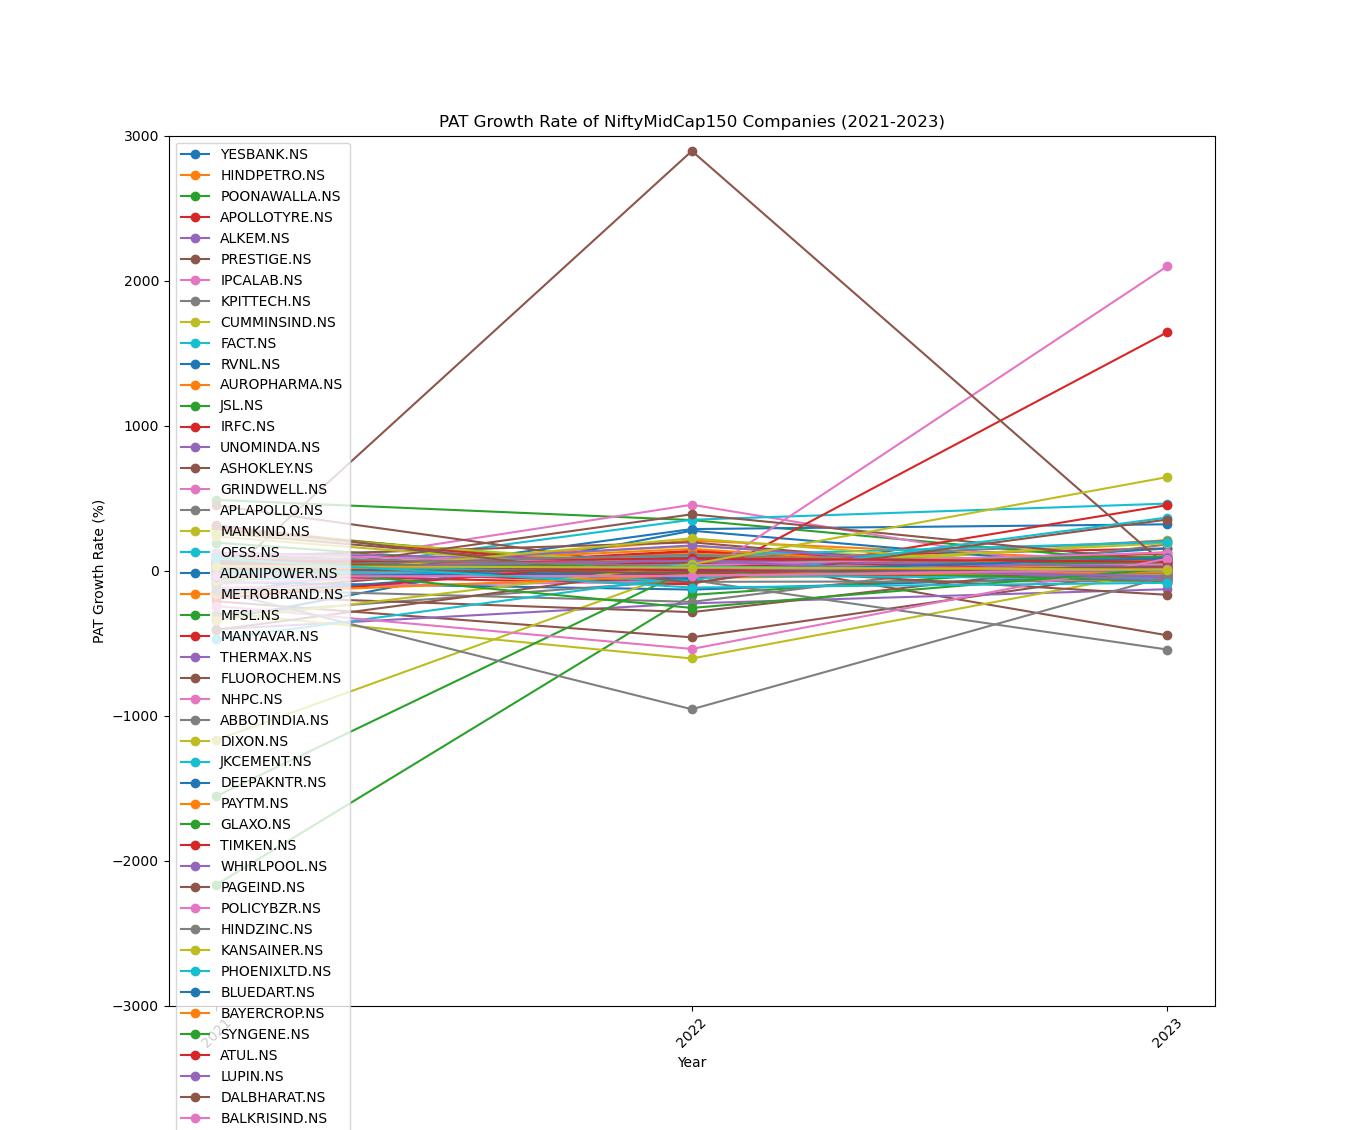 PAT Growth Rate of NiftyMidCap150 Companies (2021-2023)
3000
2000
1000
0
−1000
−2000
−3000
PAT Growth Rate (%)
YESBANK.NS
HINDPETRO.NS
POONAWALLA.NS
APOLLOTYRE.NS
ALKEM.NS
PRESTIGE.NS
IPCALAB.NS
KPITTECH.NS
CUMMINSIND.NS
FACT.NS
RVNL.NS
AUROPHARMA.NS
JSL.NS
IRFC.NS
UNOMINDA.NS
ASHOKLEY.NS
GRINDWELL.NS
APLAPOLLO.NS
MANKIND.NS
OFSS.NS
ADANIPOWER.NS
METROBRAND.NS
MFSL.NS
MANYAVAR.NS
THERMAX.NS
FLUOROCHEM.NS
NHPC.NS
ABBOTINDIA.NS
DIXON.NS
JKCEMENT.NS
DEEPAKNTR.NS
PAYTM.NS
GLAXO.NS
TIMKEN.NS
WHIRLPOOL.NS
PAGEIND.NS
POLICYBZR.NS
HINDZINC.NS
KANSAINER.NS
PHOENIXLTD.NS
BLUEDART.NS
BAYERCROP.NS
SYNGENE.NS
ATUL.NS
LUPIN.NS
DALBHARAT.NS
BALKRISIND.NS
2021
2022
2023
Year